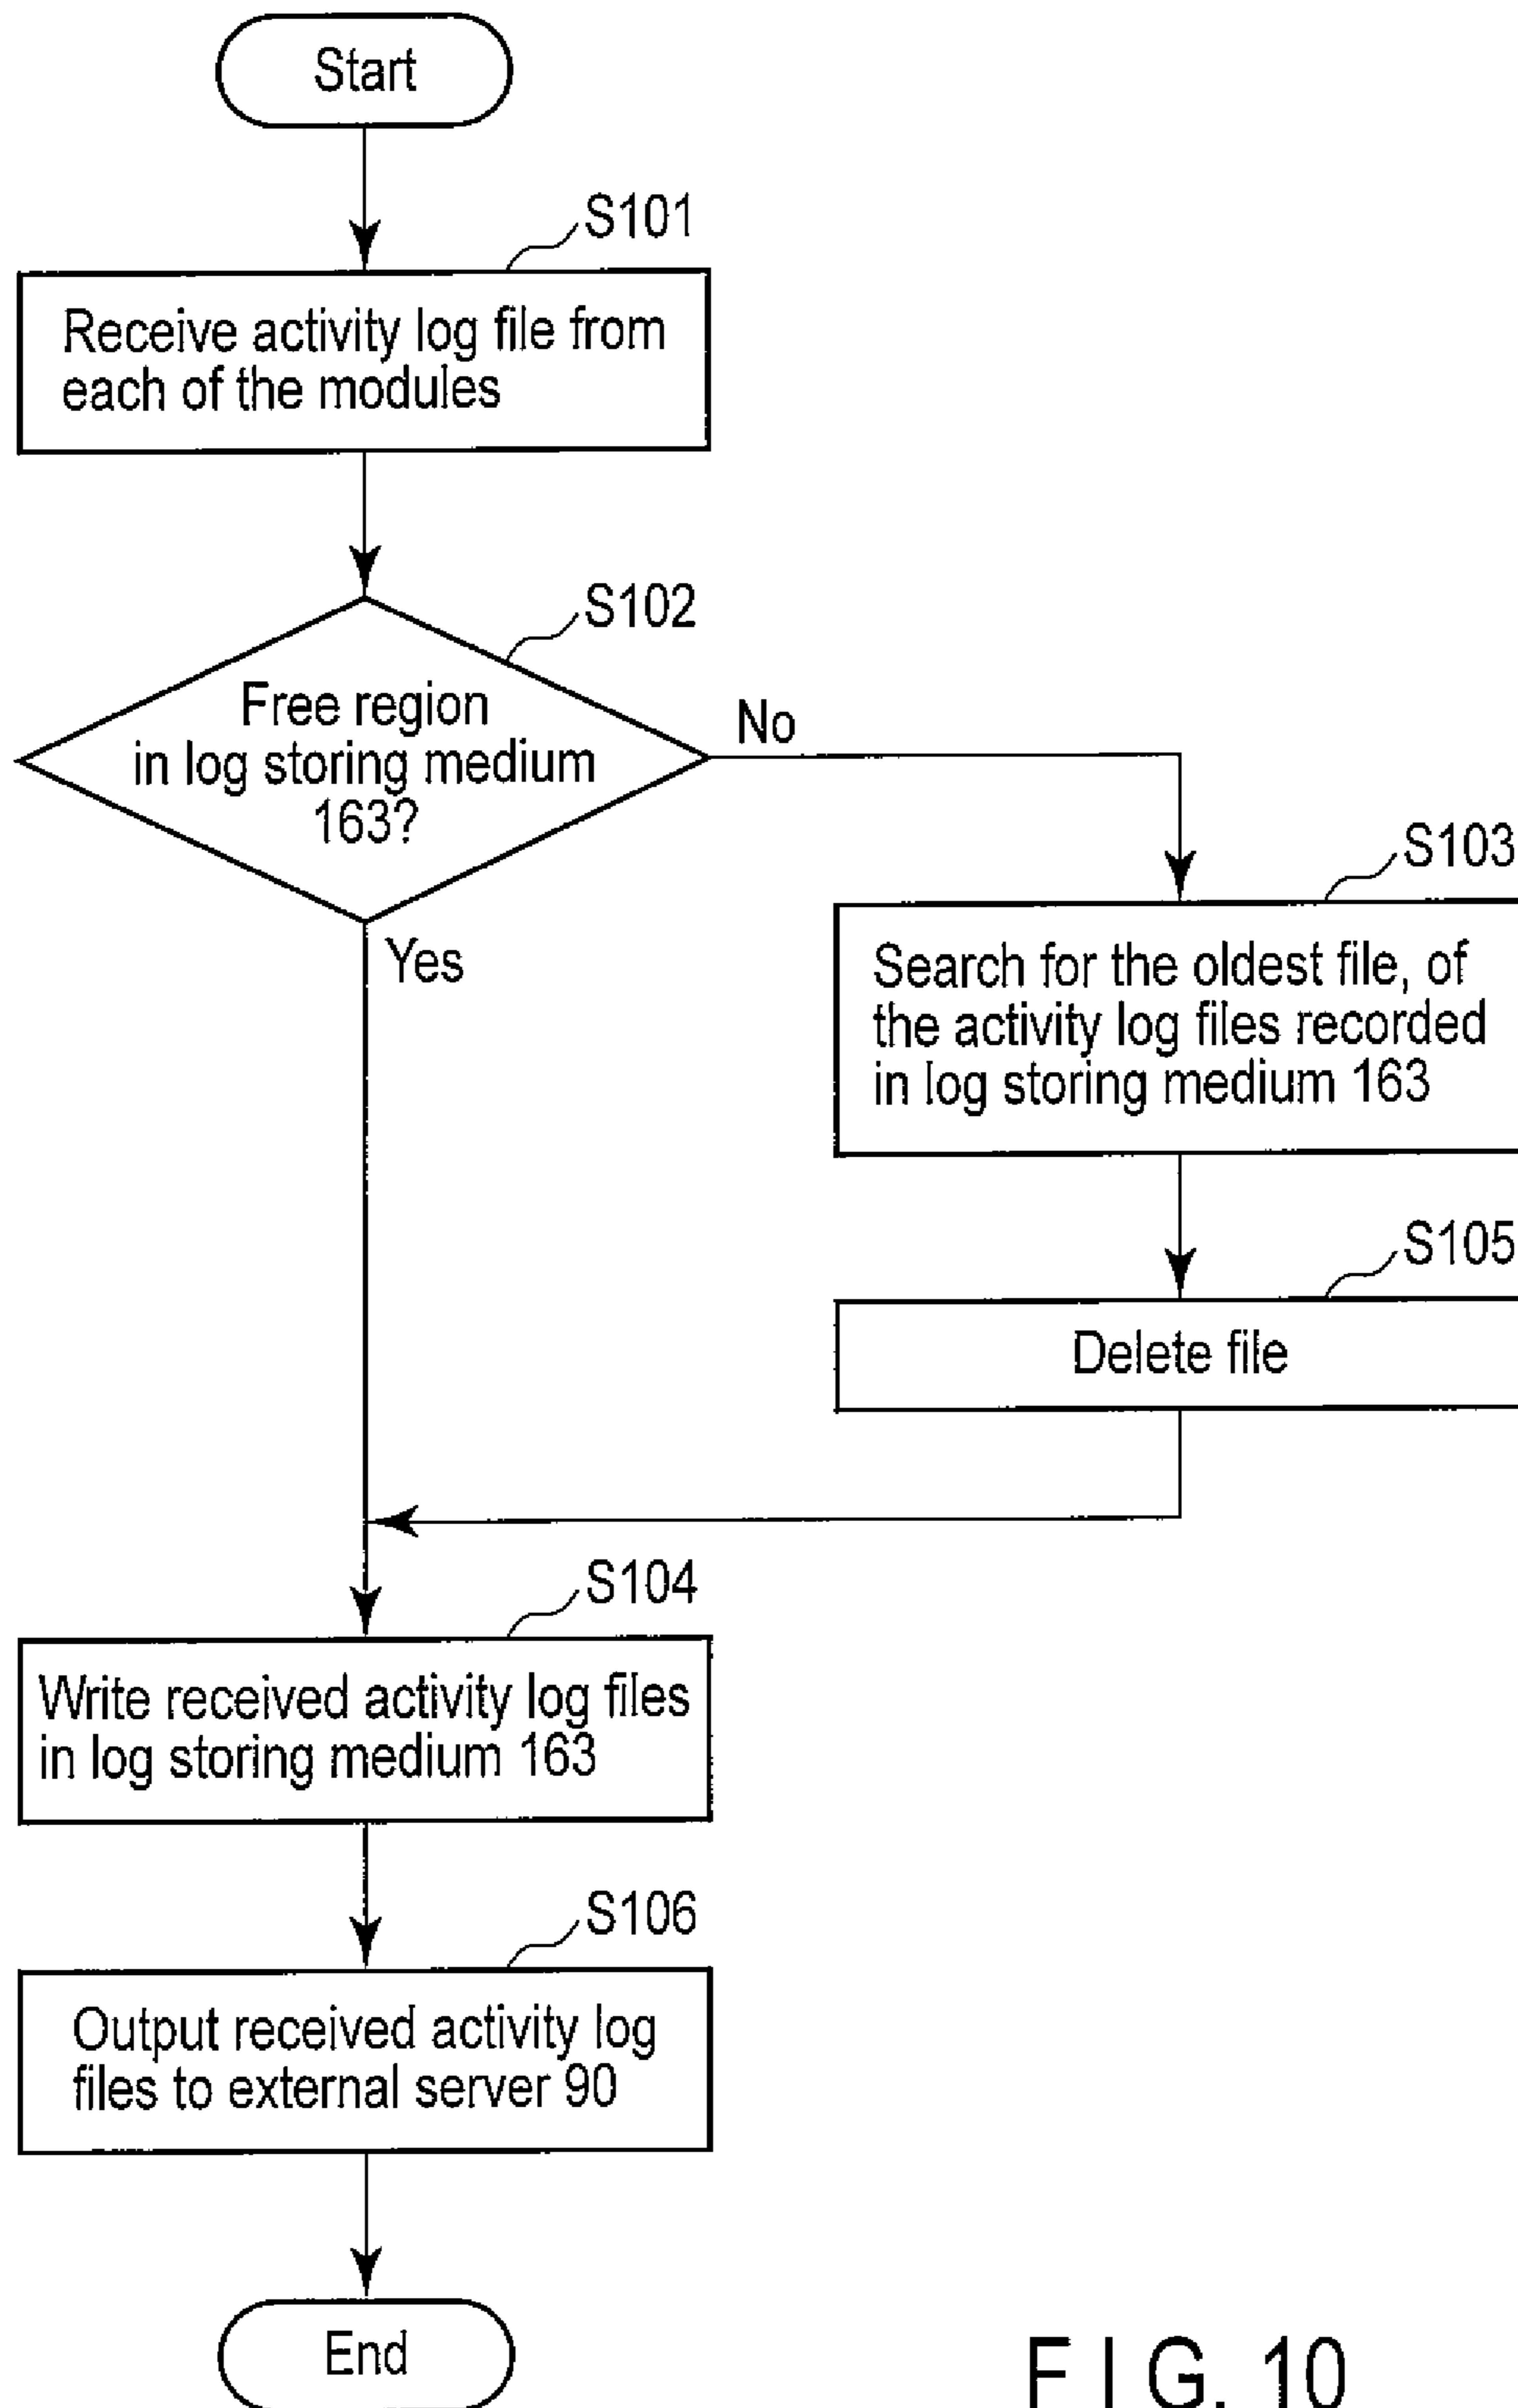 Start
S101
Receive activity log file from
each of the modules
S102
Free region
in log storing medium
163?
No
Yes
S103
Search for the oldest file, of
the activity log files recorded
in log storing medium 163
S105
Delete file
S104
Write received activity log files
in log storing medium 163
S106
Output received activity log
files to external server 90
End
F I G. 10